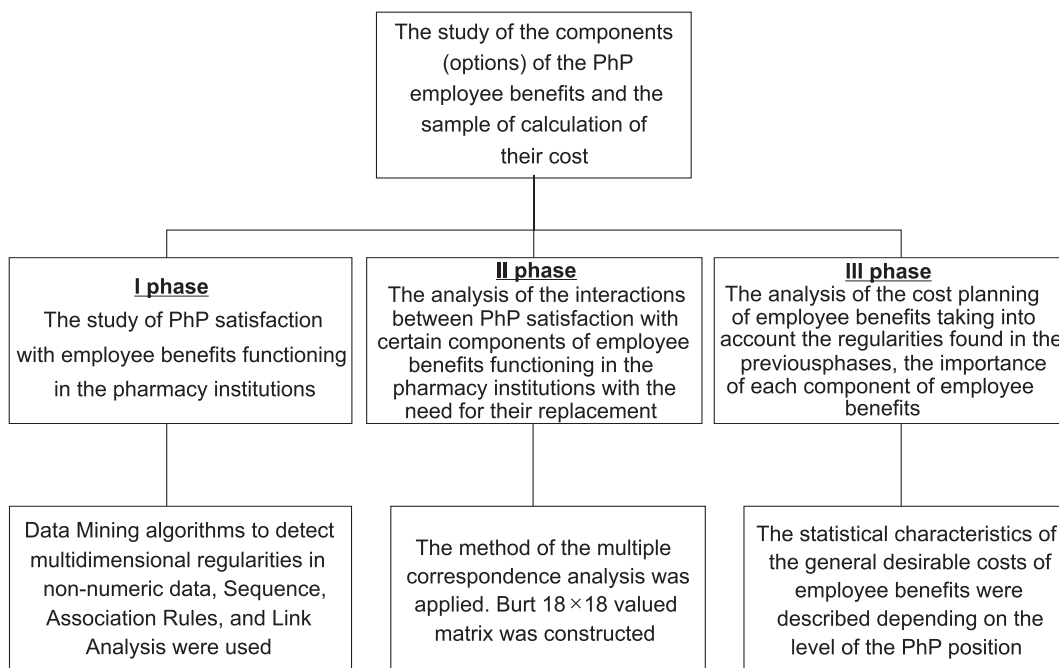 The study of the components
(options) of the PhP
employee benefits and the
sample of calculation of
their cost
I phase
The study of PhP satisfaction
with employee benefits functioning
in the pharmacy institutions
II phase
The analysis of the interactions
between PhP satisfaction with
certain components of employee
benefits functioning in the
pharmacy institutions with the
need for their replacement
III phase
The analysis of the cost planning
of employee benefits taking into
account the regularities found in the
previousphases, the importance
of each component of employee
benefits
Data Mining algorithms to detect
multidimensional regularities in
non-numeric data, Sequence,
Association Rules, and Link
Analysis were used
The method of the multiple
correspondence analysis was
applied. Burt 18×18 valued
matrix was constructed
The statistical characteristics of
the general desirable costs of
employee benefits were
described depending on the
level of the PhP position